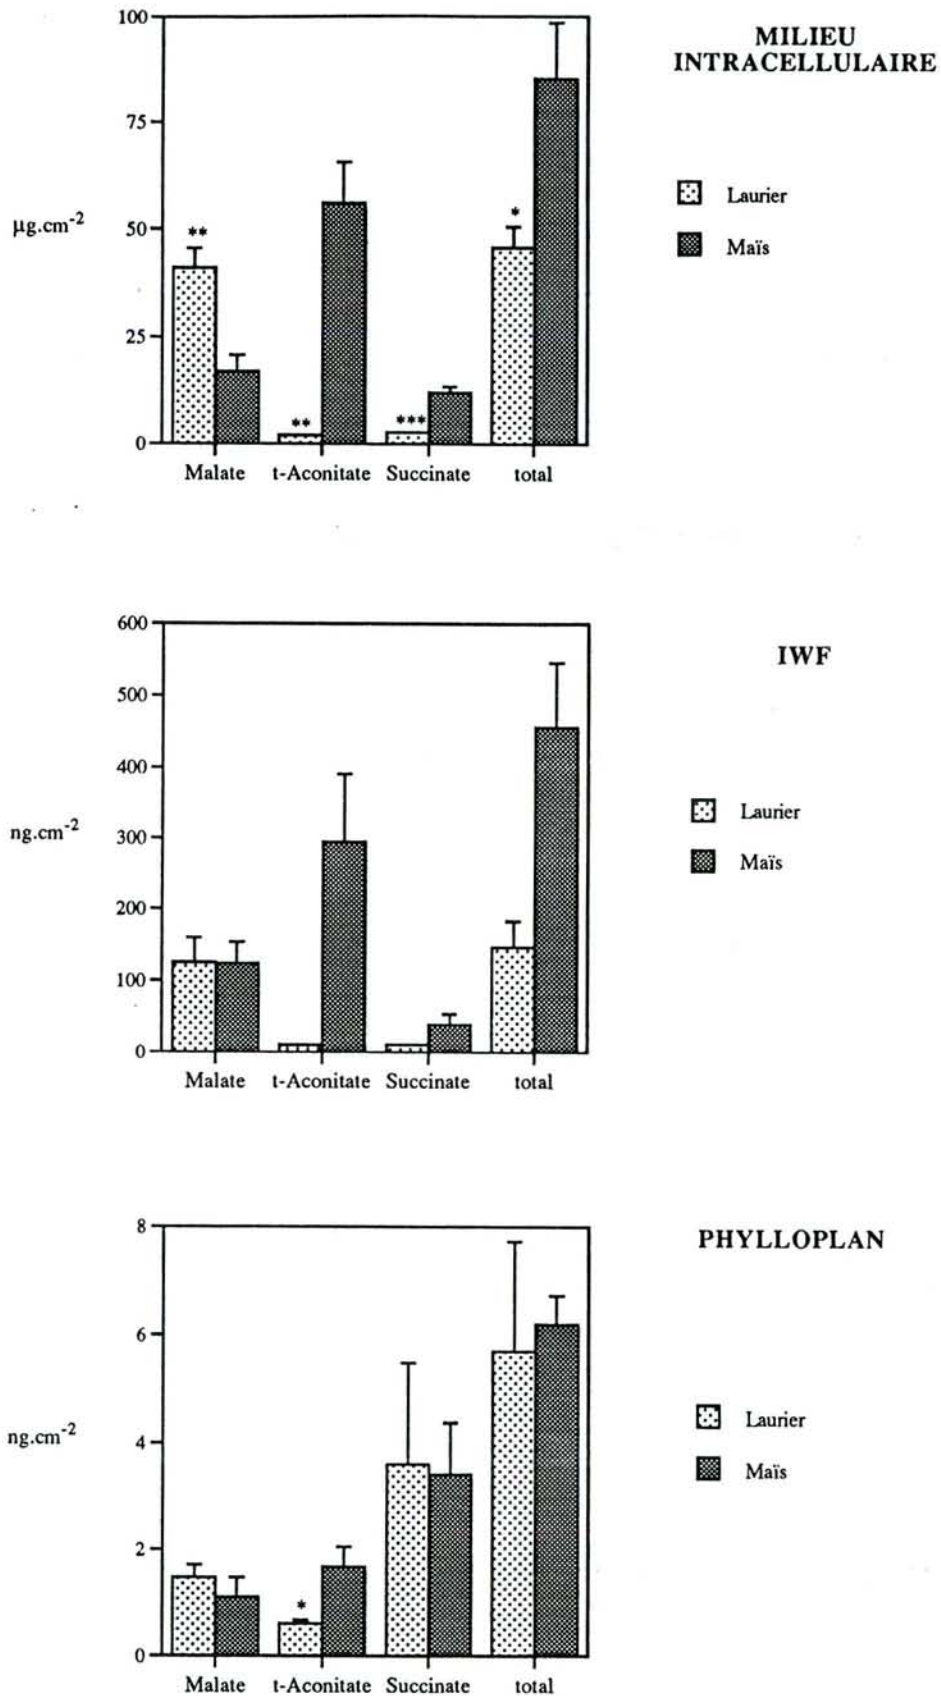 MILIEU
INTRACELLULAIRE
100
75
50
25
0
µg.cm-2
**
**
***
*
Malate t-Aconitate Succinate total
Laurier
Maïs
IWF
600
500
400
300
200
100
0
ng.cm-2
Malate t-Aconitate Succinate total
Laurier
Maïs
PHYLLOPLAN
8
6
4
2
0
ng.cm-2
*
Malate t-Aconitate Succinate total
Laurier
Maïs